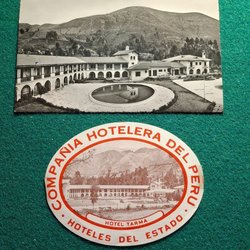 COMPAÑIA HOTELERA DEL PERU
HOTEL TARMA
· HOTELES DEL ESTADO ·